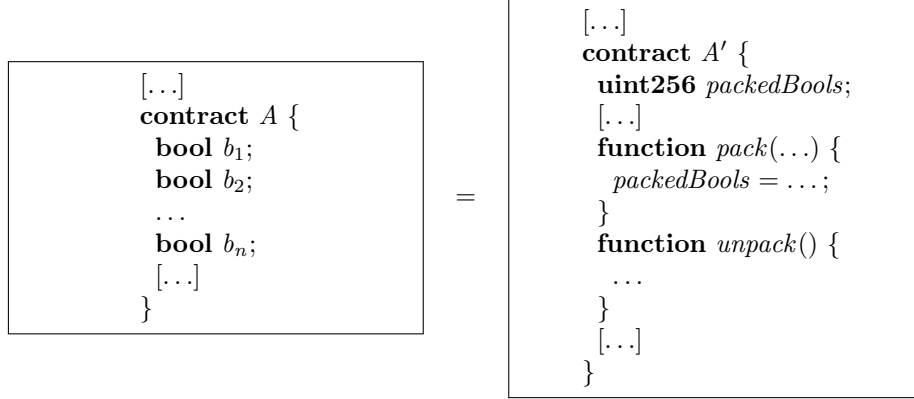 […]
contract A {
bool b₁;
bool b₂;
…
bool bₙ;
[…]
}
=
[…]
contract A′ {
uint256 packedBools;
[…]
function pack(…) {
packedBools = …;
}
function unpack() {
…
}
[…]
}